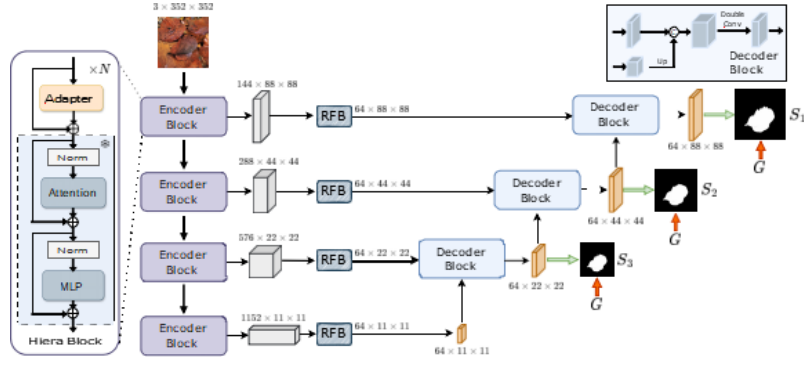 3 × 352 × 352
× N
Adapter
Norm
Attention
Norm
MLP
Hiera Block
Encoder
Block
144 × 88 × 88
RFB
64 × 88 × 88
Decoder
Block
64 × 88 × 88
S1
G
Encoder
Block
288 × 44 × 44
RFB
64 × 44 × 44
Decoder
Block
64 × 44 × 44
S2
G
Encoder
Block
576 × 22 × 22
RFB
64 × 22 × 22
Decoder
Block
64 × 22 × 22
S3
G
Encoder
Block
1152 × 11 × 11
RFB
64 × 11 × 11
64 × 11 × 11
C
Up
Double
Conv
Decoder
Block